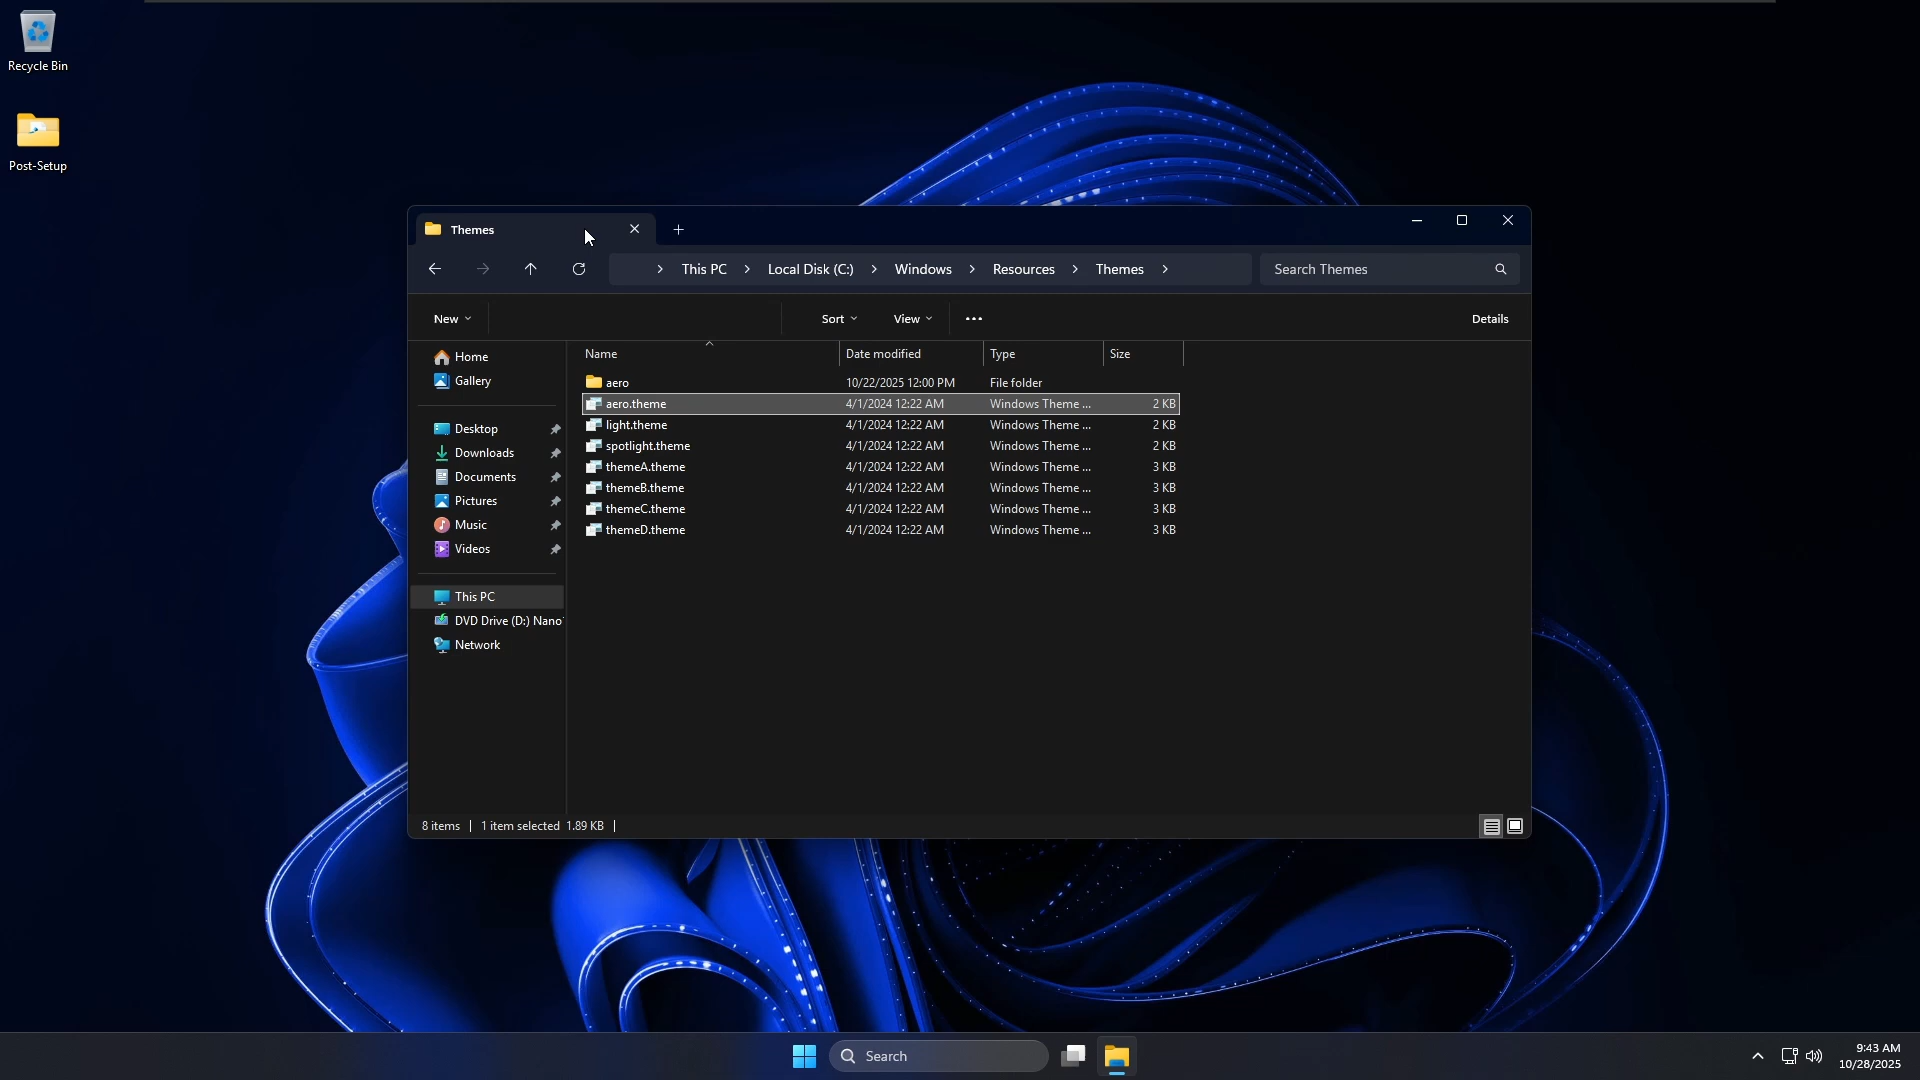 Recycle Bin
Post-Setup
Themes
This PC
Local Disk (C:)
Windows
Resources
Themes
Search Themes
New
Sort
View
Details
Name
Date modified
Type
Size
Home
Gallery
Desktop
Downloads
Documents
Pictures
Music
Videos
This PC
DVD Drive (D:) Nano
Network
aero 10/22/2025 12:00 PM File folder
aero.theme 4/1/2024 12:22 AM Windows Theme ... 2 KB
light.theme 4/1/2024 12:22 AM Windows Theme ... 2 KB
spotlight.theme 4/1/2024 12:22 AM Windows Theme ... 2 KB
themeA.theme 4/1/2024 12:22 AM Windows Theme ... 3 KB
themeB.theme 4/1/2024 12:22 AM Windows Theme ... 3 KB
themeC.theme 4/1/2024 12:22 AM Windows Theme ... 3 KB
themeD.theme 4/1/2024 12:22 AM Windows Theme ... 3 KB
8 items
1 item selected 1.89 KB
Search
9:43 AM
10/28/2025